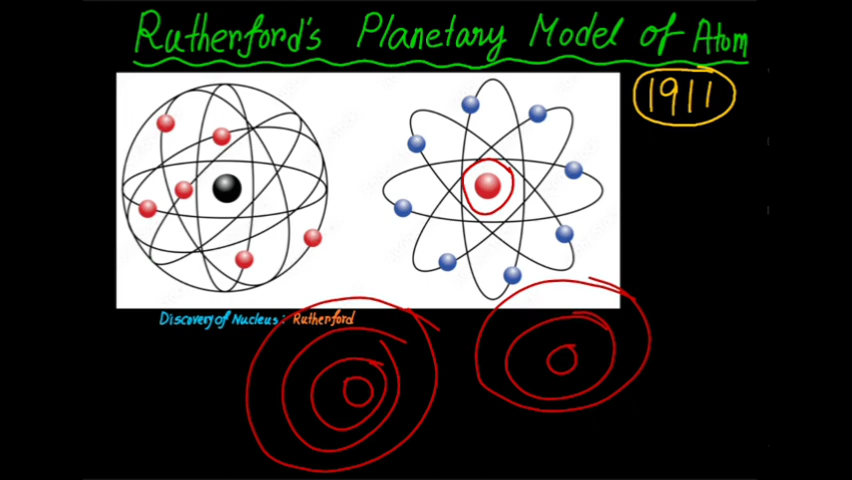 Rutherford's Planetary Model of Atom
1911
Discovery of Nucleus: Rutherford